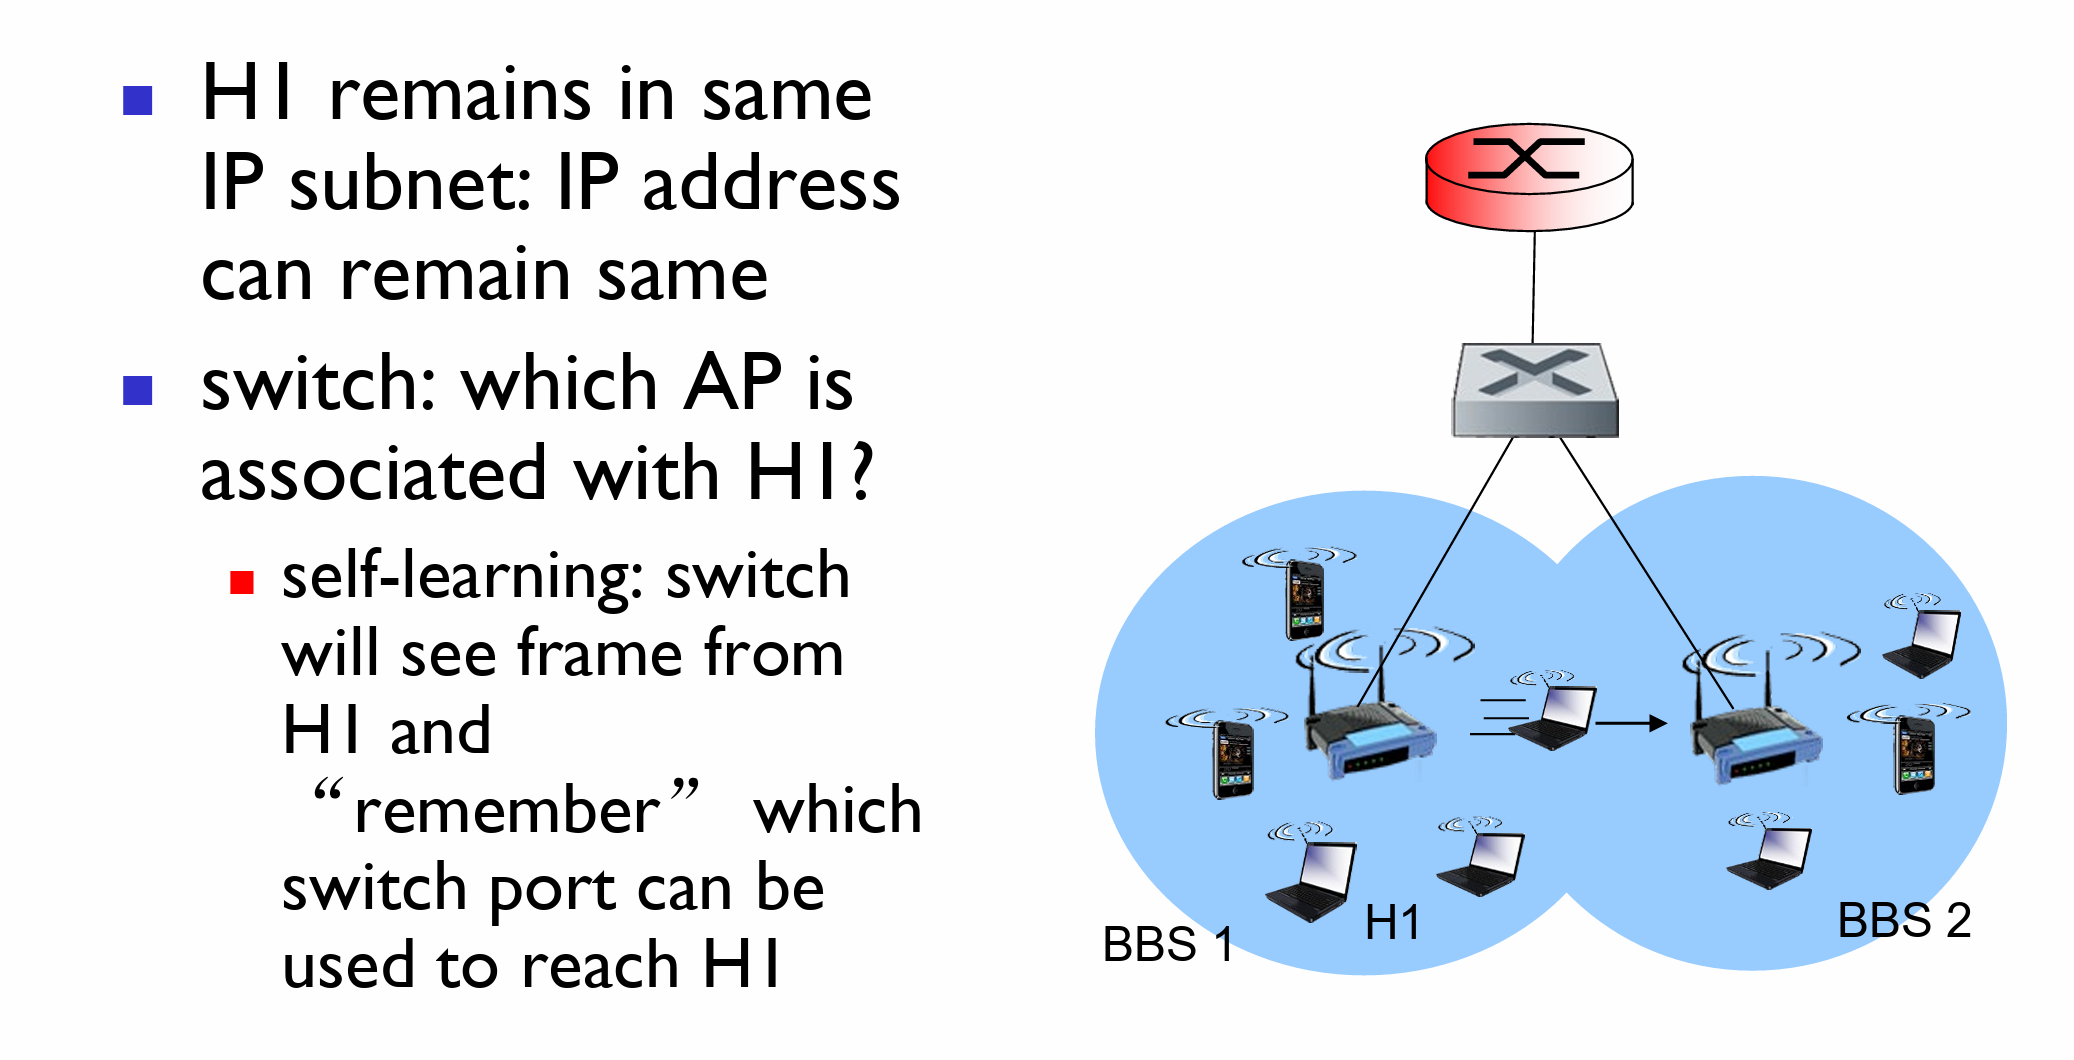 H1 remains in same
IP subnet: IP address
can remain same
switch: which AP is
associated with H1?
self-learning: switch
will see frame from
H1 and
“remember” which
switch port can be
used to reach H1
BBS 1
H1
BBS 2